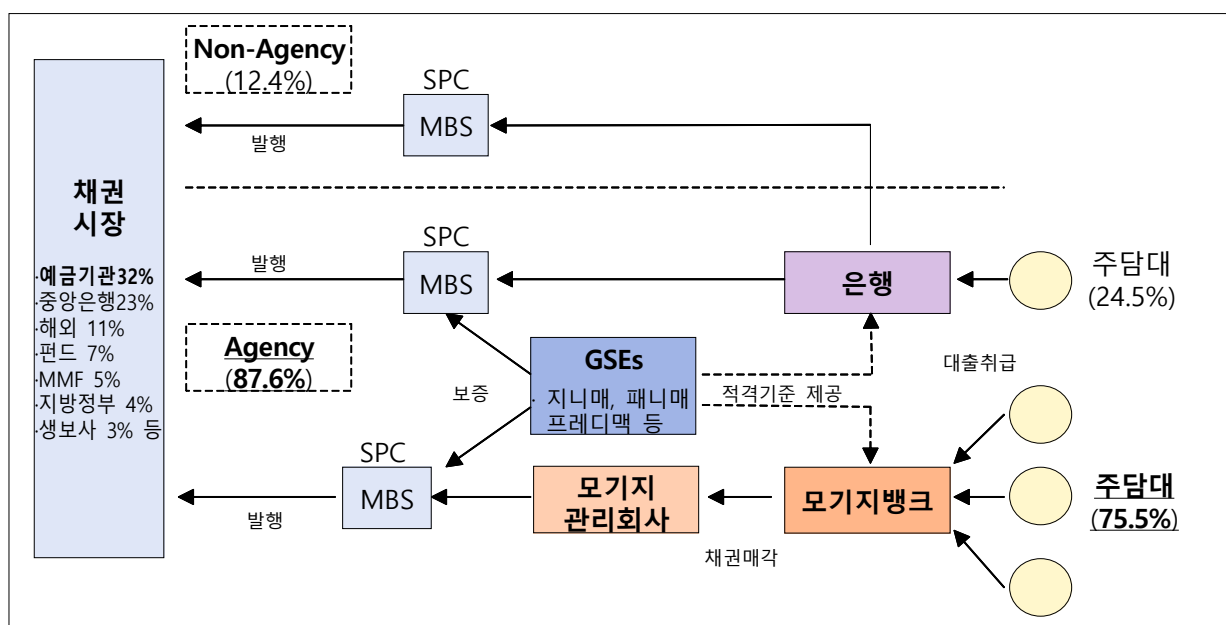 Non-Agency
(12.4%)
SPC
MBS
발행
채권
시장
·예금기관32%
·중앙은행23%
·해외 11%
·펀드 7%
·MMF 5%
·지방정부 4%
·생보사 3% 등
SPC
MBS
발행
은행
주담대
(24.5%)
Agency
(87.6%)
보증
GSEs
· 지니매, 패니매
프레디맥 등
적격기준 제공
대출취급
SPC
MBS
발행
모기지
관리회사
채권매각
모기지뱅크
주담대
(75.5%)